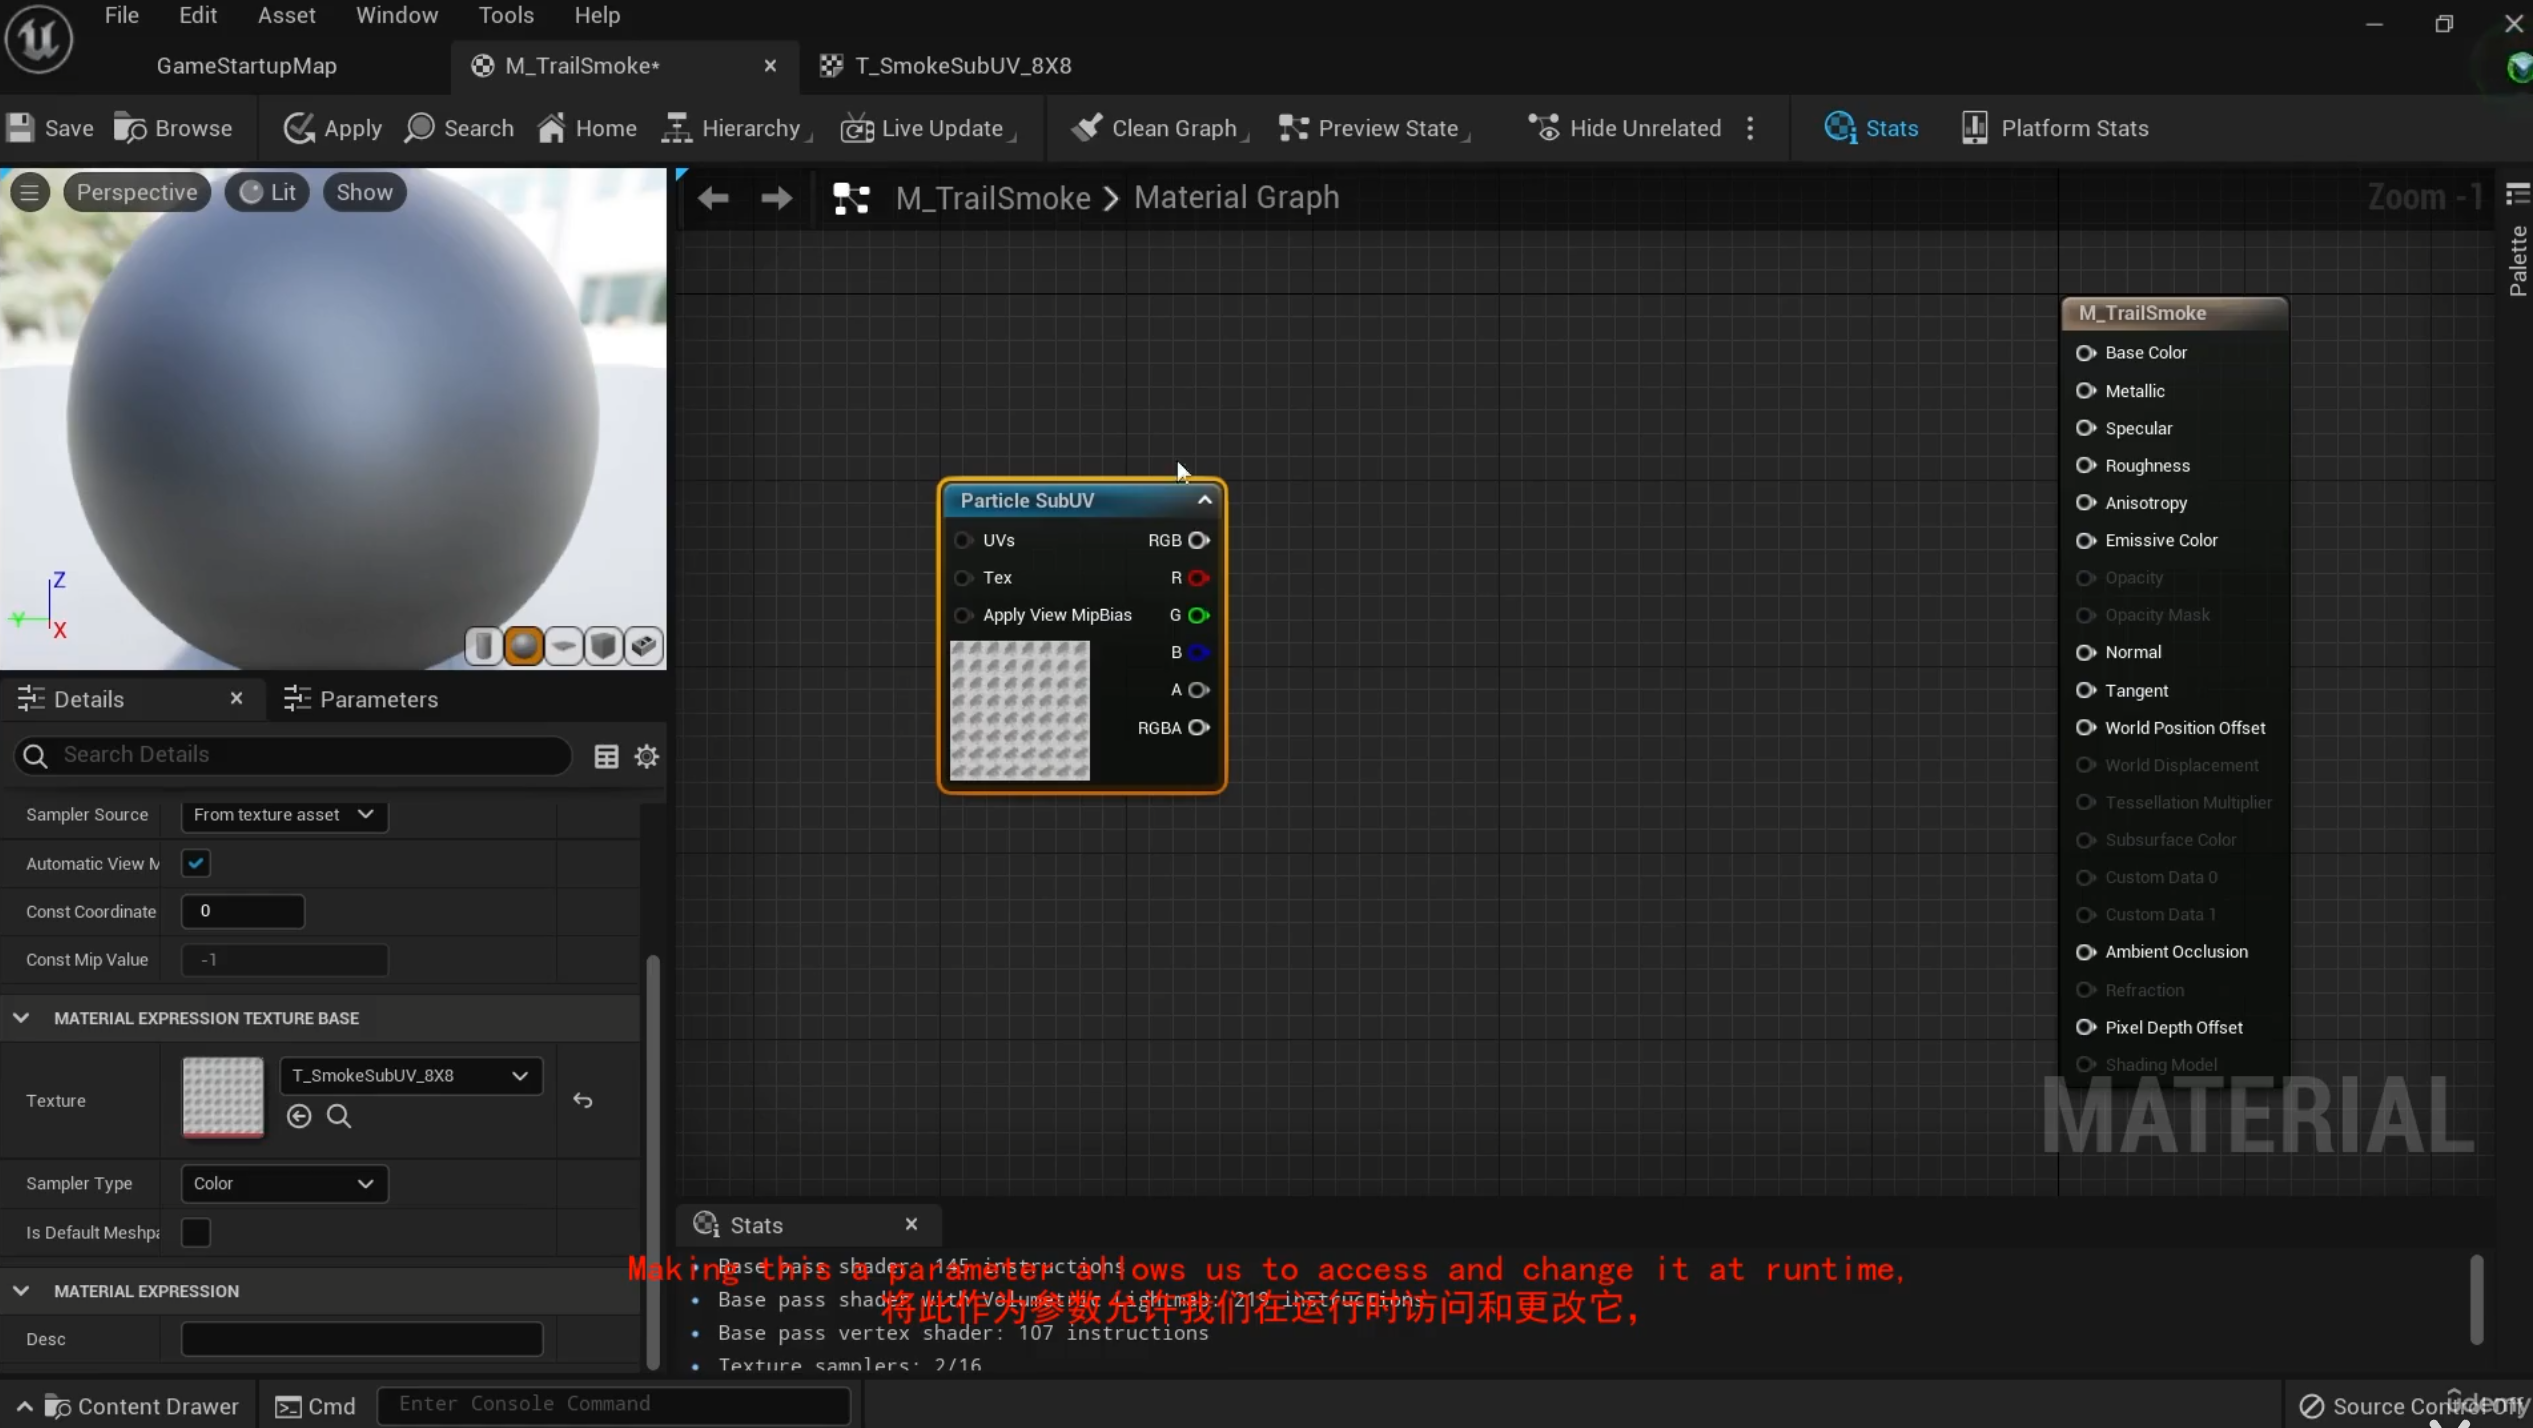 File Edit Asset Window Tools Help
GameStartupMap M_TrailSmoke* T_SmokeSubUV_8X8
Save Browse Apply Search Home Hierarchy Live Update Clean Graph Preview State Hide Unrelated Stats Platform Stats
Perspective Lit Show
M_TrailSmoke > Material Graph
Zoom -1
Palette
M_TrailSmoke
Base Color
Metallic
Specular
Roughness
Anisotropy
Emissive Color
Opacity
Opacity Mask
Normal
Tangent
World Position Offset
World Displacement
Tessellation Multiplier
Subsurface Color
Custom Data 0
Custom Data 1
Ambient Occlusion
Refraction
Pixel Depth Offset
Shading Model
MATERIAL
Particle SubUV
UVs RGB
Tex R
Apply View MipBias G
B
A
RGBA
Z
Y
X
Details Parameters
Search Details
Sampler Source From texture asset
Automatic View M
Const Coordinate 0
Const Mip Value -1
MATERIAL EXPRESSION TEXTURE BASE
Texture T_SmokeSubUV_8X8
Sampler Type Color
Is Default Meshpa
MATERIAL EXPRESSION
Desc
Stats
Base pass shader: 145 instructions
Base pass shader with Volumetric Lightmap: 219 instructions
Base pass vertex shader: 107 instructions
Texture samplers: 2/16
Making this a parameter allows us to access and change it at runtime,
将此作为参数允许我们在运行时访问和更改它，
Content Drawer Cmd Enter Console Command Source Control Off
ûdemy